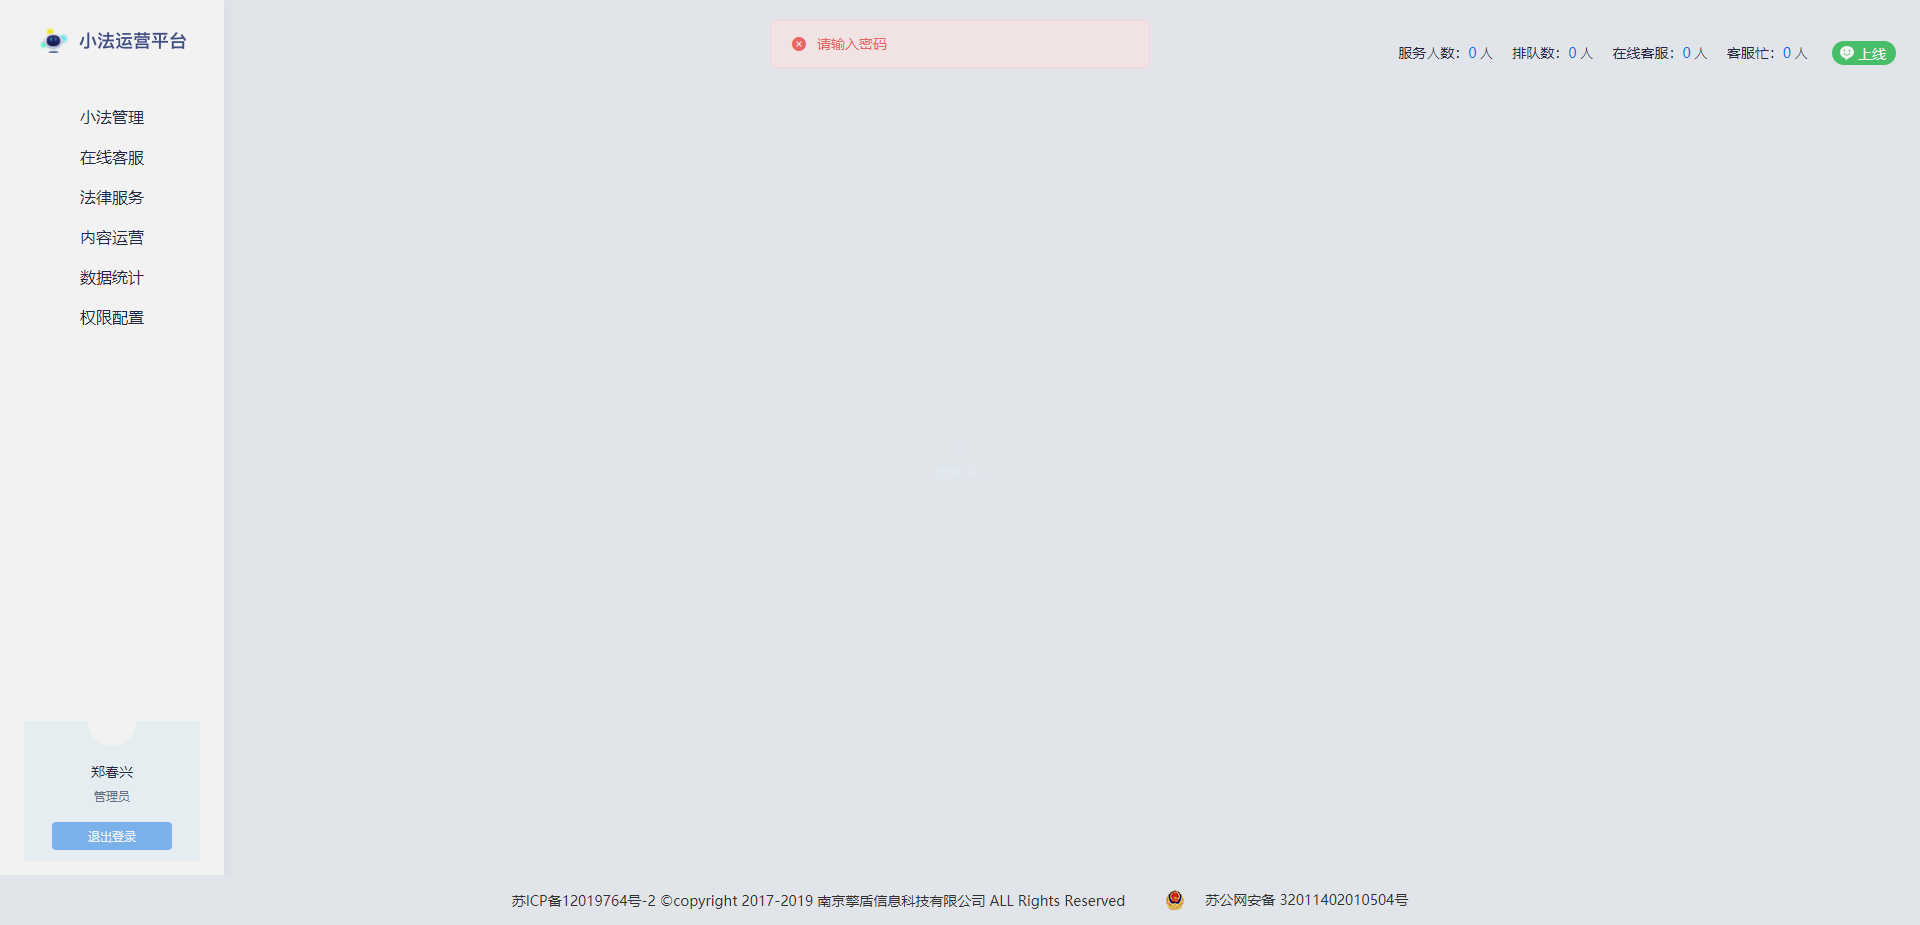 小法运营平台
请输入密码
服务人数：0 人 排队数：0 人 在线客服：0 人 客服忙：0 人 上线
小法管理
在线客服
法律服务
内容运营
数据统计
权限配置
郑春兴
管理员
退出登录
苏ICP备12019764号-2 ©copyright 2017-2019 南京擎盾信息科技有限公司 ALL Rights Reserved 苏公网安备 32011402010504号